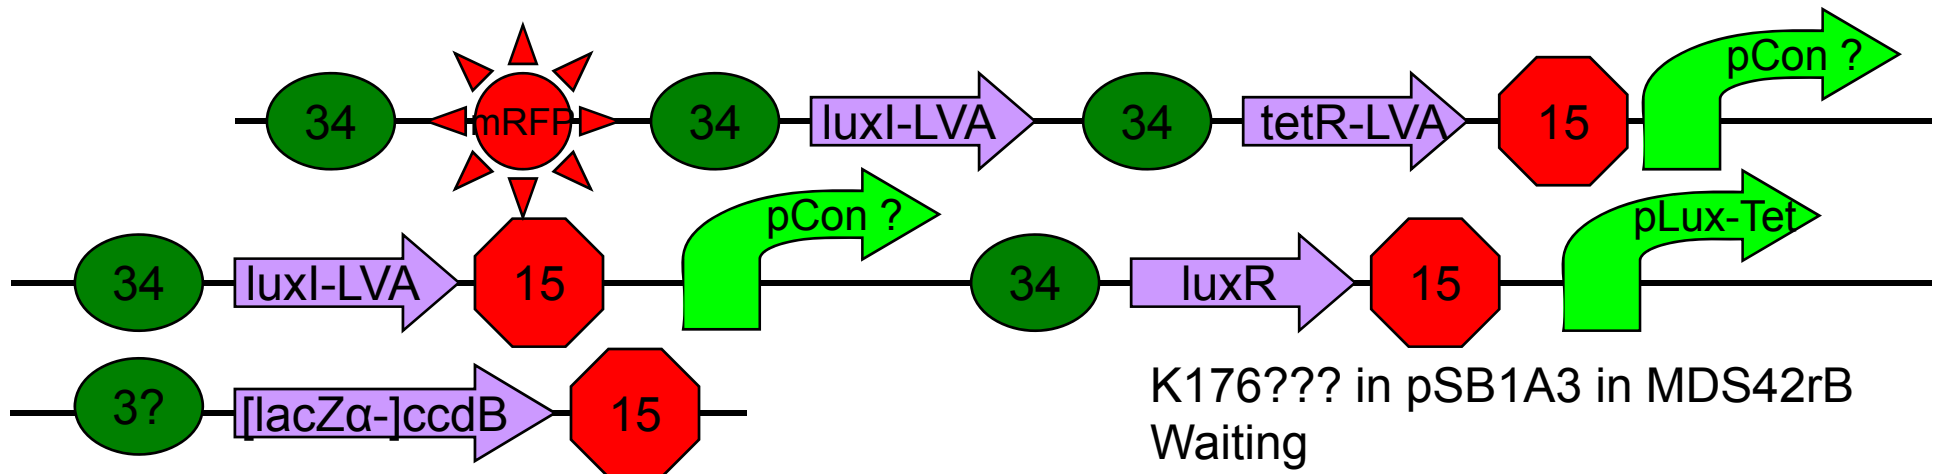 34 mRFP 34 luxI-LVA 34 tetR-LVA 15 pCon ?
34 luxI-LVA 15 pCon ? 34 luxR 15 pLux-Tet
3? [lacZα-]ccdB 15
K176??? in pSB1A3 in MDS42rB
Waiting